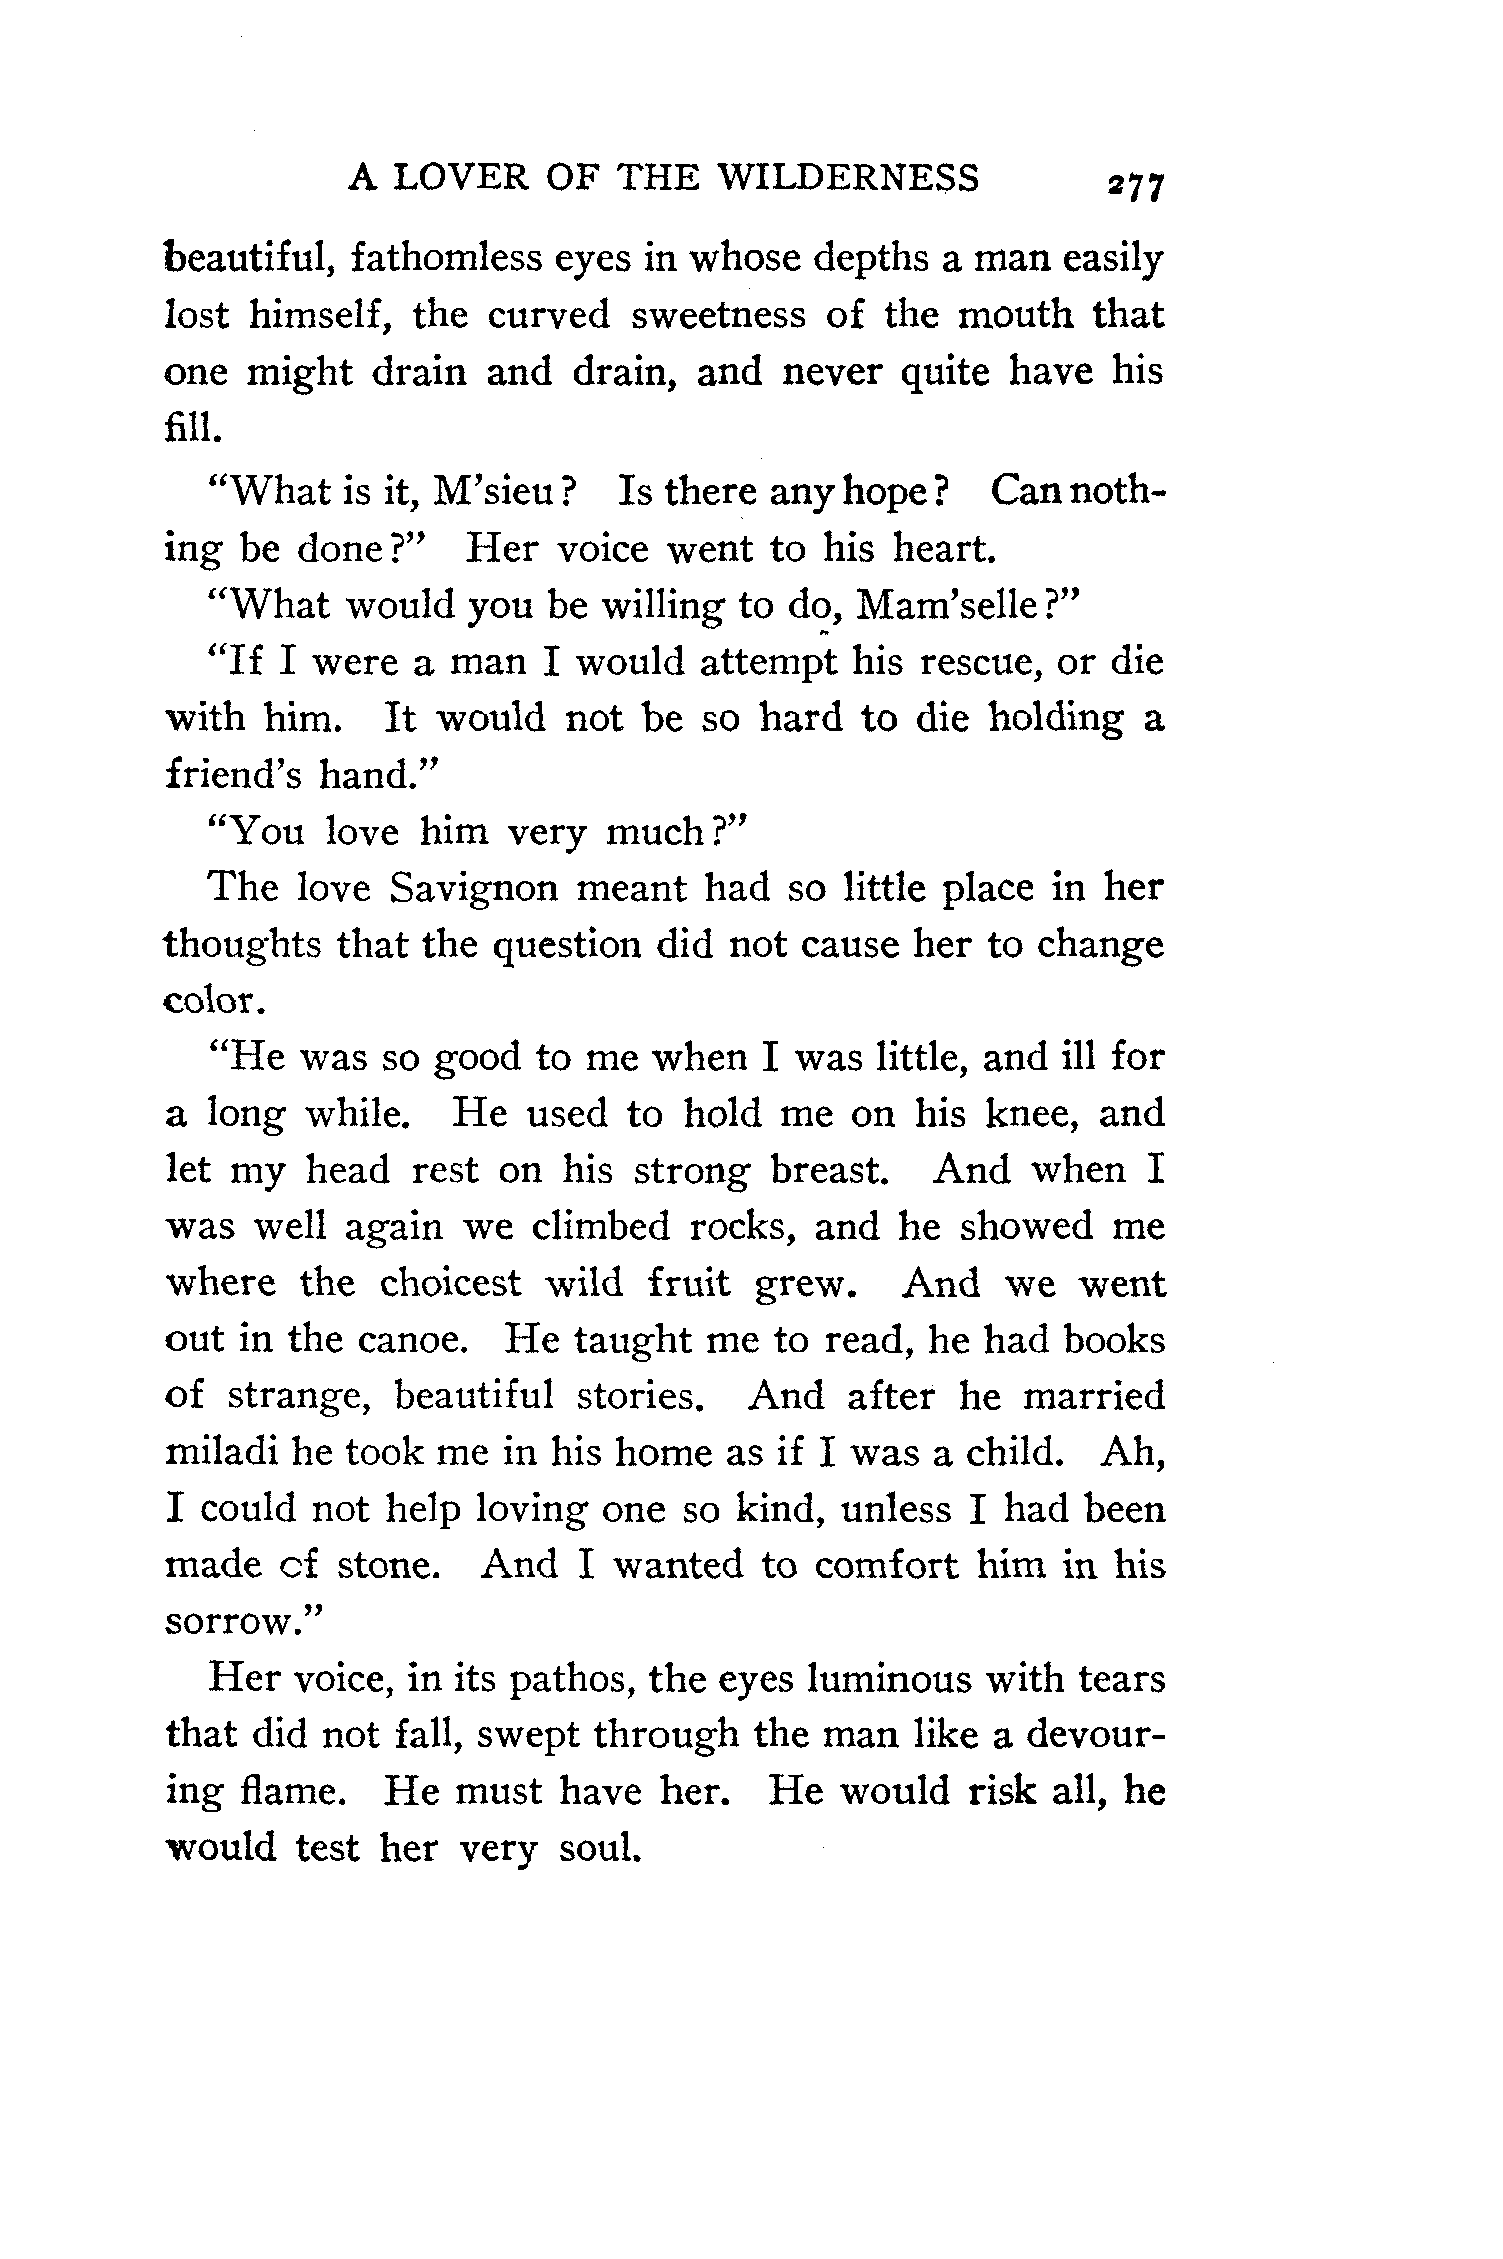 A LOVER OF THE WILDERNESS 277
beautiful, fathomless eyes in whose depths a man easily
lost himself, the curved sweetness of the mouth that
one might drain and drain, and never quite have his
fill.
"What is it, M'sieu? Is there any hope? Can noth-
ing be done?" Her voice went to his heart.
"What would you be willing to do, Mam'selle?"
"If I were a man I would attempt his rescue, or die
with him. It would not be so hard to die holding a
friend's hand."
"You love him very much?"
The love Savignon meant had so little place in her
thoughts that the question did not cause her to change
color.
"He was so good to me when I was little, and ill for
a long while. He used to hold me on his knee, and
let my head rest on his strong breast. And when I
was well again we climbed rocks, and he showed me
where the choicest wild fruit grew. And we went
out in the canoe. He taught me to read, he had books
of strange, beautiful stories. And after he married
miladi he took me in his home as if I was a child. Ah,
I could not help loving one so kind, unless I had been
made cf stone. And I wanted to comfort him in his
sorrow."
Her voice, in its pathos, the eyes luminous with tears
that did not fall, swept through the man like a devour-
ing flame. He must have her. He would risk all, he
would test her very soul.